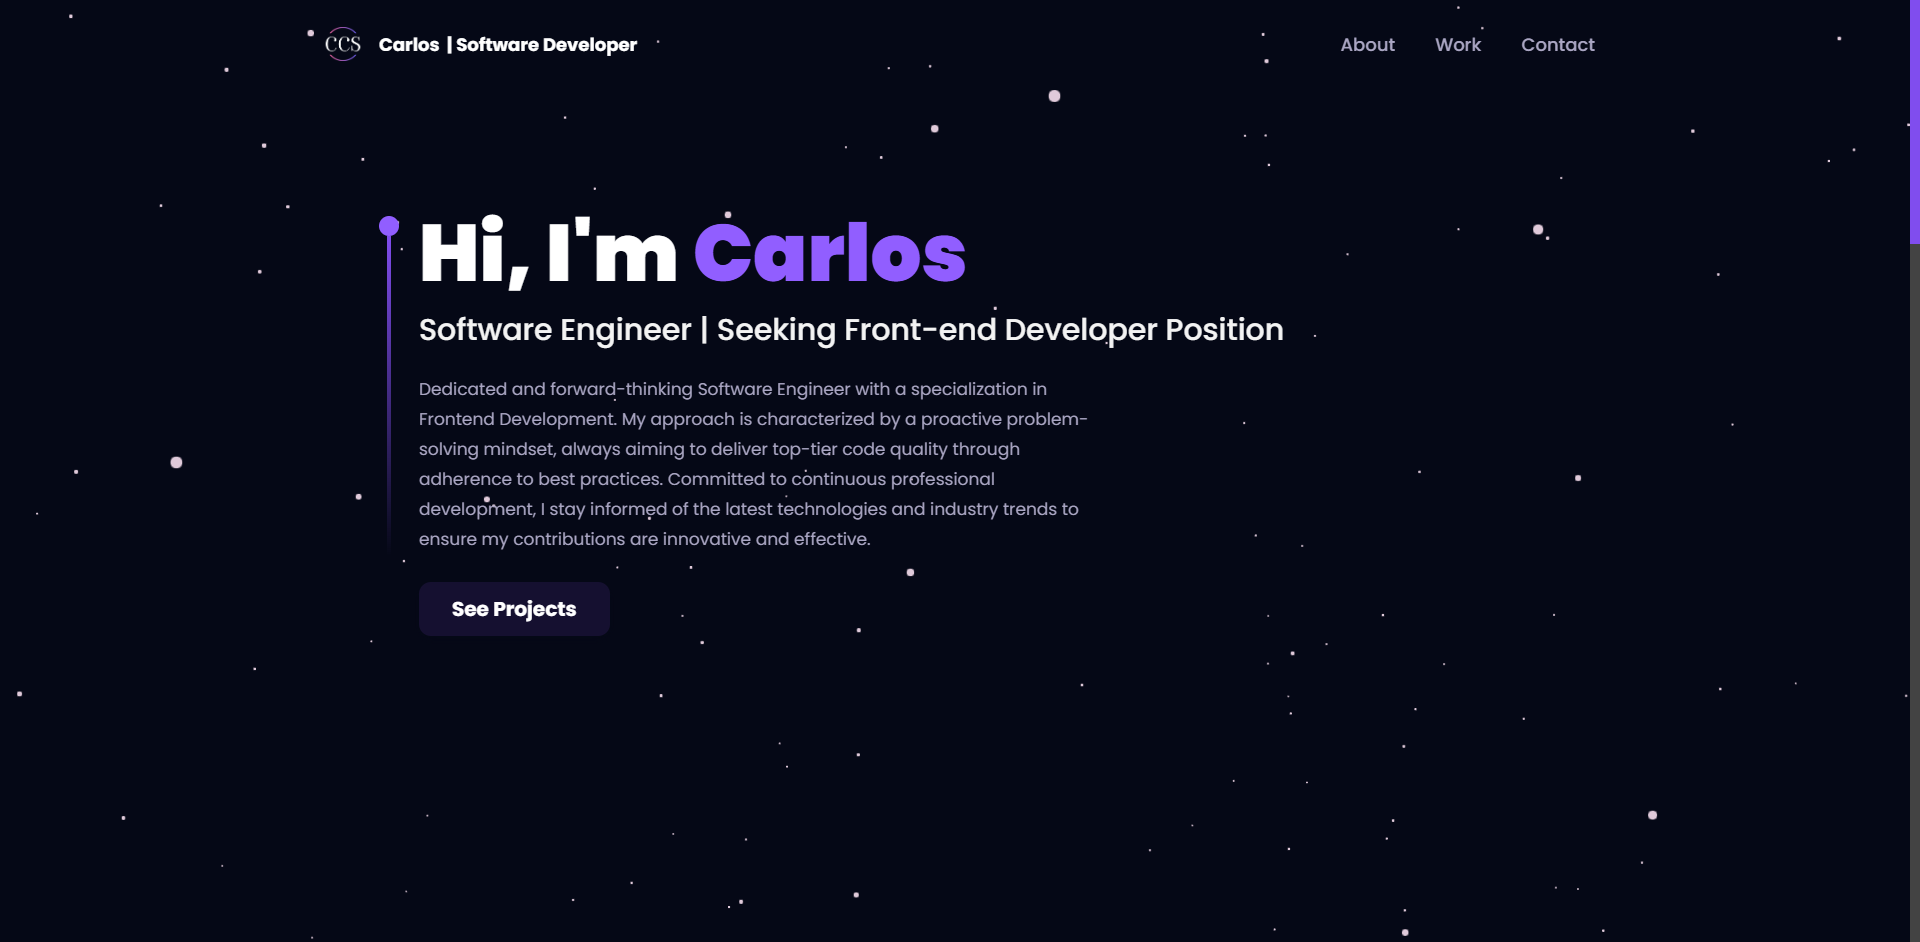 CCS Carlos | Software Developer
About Work Contact
Hi, I'm Carlos
Software Engineer | Seeking Front-end Developer Position
Dedicated and forward-thinking Software Engineer with a specialization in
Frontend Development. My approach is characterized by a proactive problem-
solving mindset, always aiming to deliver top-tier code quality through
adherence to best practices. Committed to continuous professional
development, I stay informed of the latest technologies and industry trends to
ensure my contributions are innovative and effective.
See Projects